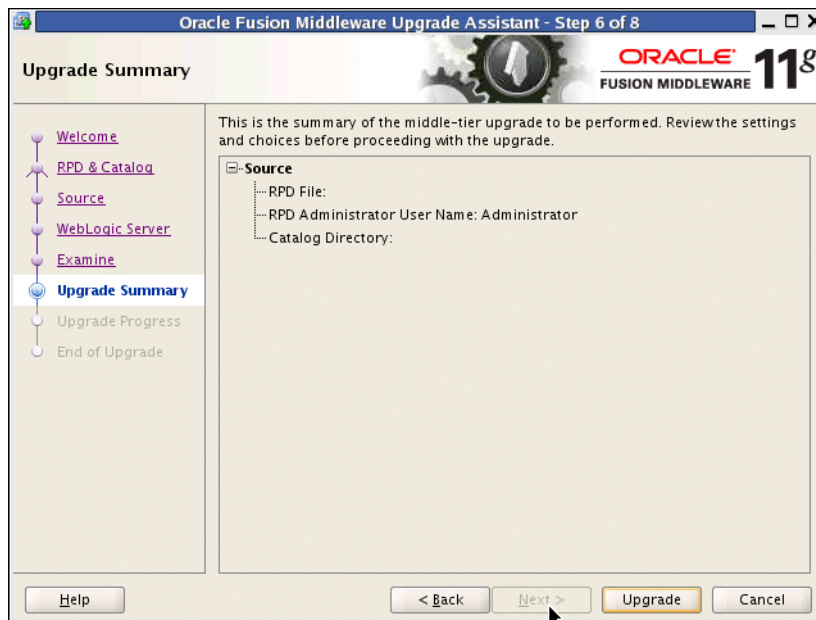 Oracle Fusion Middleware Upgrade Assistant - Step 6 of 8
Upgrade Summary
ORACLE
FUSION MIDDLEWARE
11g
Welcome
RPD & Catalog
Source
WebLogic Server
Examine
Upgrade Summary
Upgrade Progress
End of Upgrade
This is the summary of the middle-tier upgrade to be performed. Review the settings
and choices before proceeding with the upgrade.
Source
RPD File:
RPD Administrator User Name: Administrator
Catalog Directory:
Help
< Back
Next >
Upgrade
Cancel